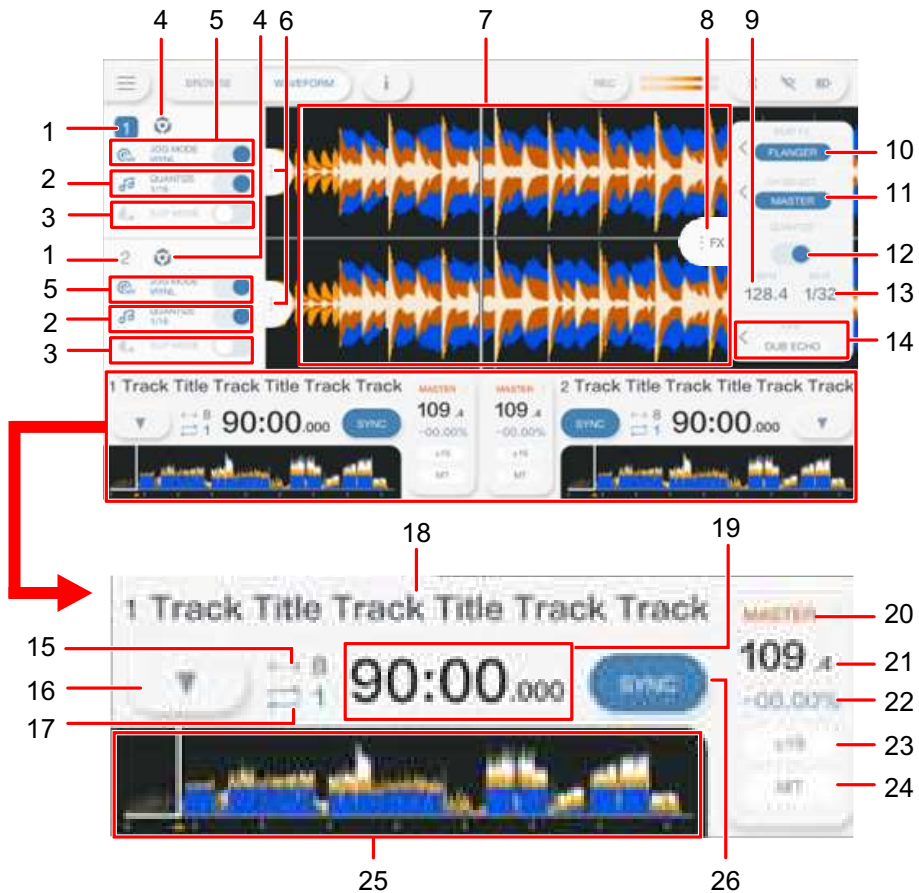 4 5 4 6 7 8 9
BROWSE WAVEFORM i REC
1 1
JOG MODE
VINYL
2 QUANTIZE
1/16
3 SLIP MODE
1 2
5 JOG MODE
VINYL
2 QUANTIZE
1/16
3 SLIP MODE
FX
FLANGER 10
MASTER 11
QUANTIZE
12
128.4 1/32 13
DUB ECHO 14
1 Track Title Track Title Track Track
8
1 90:00.000 SYNC
MASTER
109.4
-00.00%
±16
MT
MASTER
109.4
-00.00%
±16
MT
2 Track Title Track Title Track Track
SYNC 8
1 90:00.000
18 19
1 Track Title Track Title Track Track
15 8
16
17 1
90:00.000
SYNC
MASTER 20
109.4 21
-00.00% 22
±16 23
MT 24
25 26